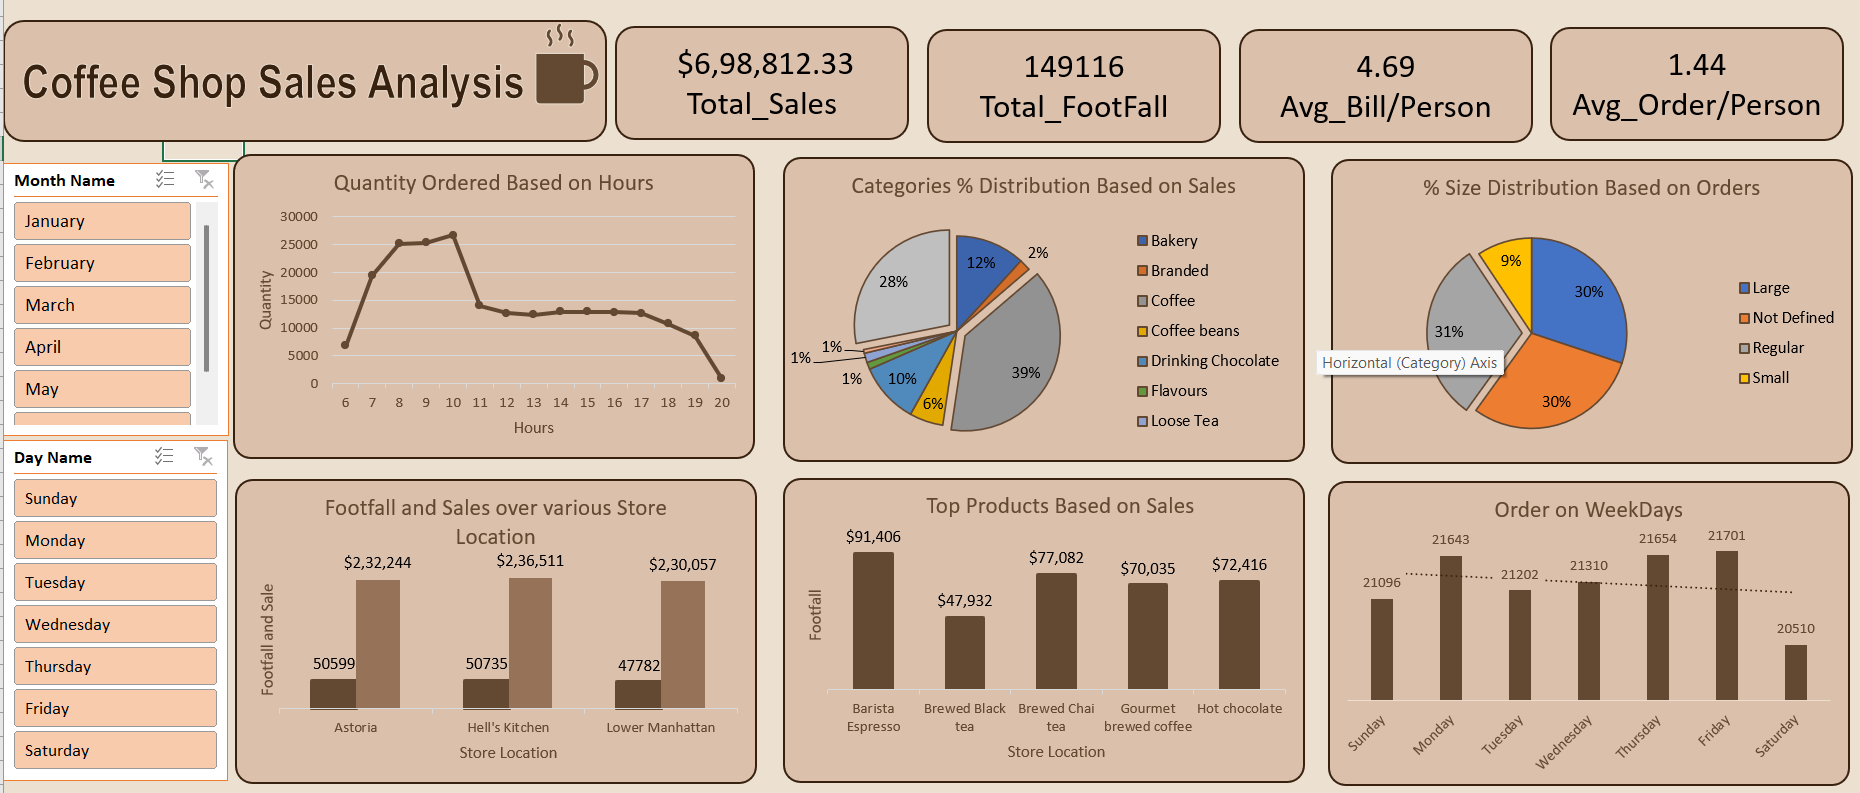 Coffee Shop Sales Analysis
$6,98,812.33
Total_Sales
149116
Total_FootFall
4.69
Avg_Bill/Person
1.44
Avg_Order/Person
Month Name
January
February
March
April
May
Day Name
Sunday
Monday
Tuesday
Wednesday
Thursday
Friday
Saturday
Quantity Ordered Based on Hours
30000
25000
20000
15000
10000
5000
0
Quantity
6 7 8 9 10 11 12 13 14 15 16 17 18 19 20
Hours
Categories % Distribution Based on Sales
12%
2%
39%
6%
10%
1%
1%
1%
28%
Bakery
Branded
Coffee
Coffee beans
Drinking Chocolate
Flavours
Loose Tea
% Size Distribution Based on Orders
30%
30%
31%
9%
Horizontal (Category) Axis
Large
Not Defined
Regular
Small
Footfall and Sales over various Store
Location
Footfall and Sale
50599 $2,32,244
50735 $2,36,511
47782 $2,30,057
Astoria Hell's Kitchen Lower Manhattan
Store Location
Top Products Based on Sales
Footfall
$91,406
$47,932
$77,082
$70,035
$72,416
Barista Espresso
Brewed Black tea
Brewed Chai tea
Gourmet brewed coffee
Hot chocolate
Store Location
Order on WeekDays
21096
21643
21202
21310
21654
21701
20510
Sunday
Monday
Tuesday
Wednesday
Thursday
Friday
Saturday